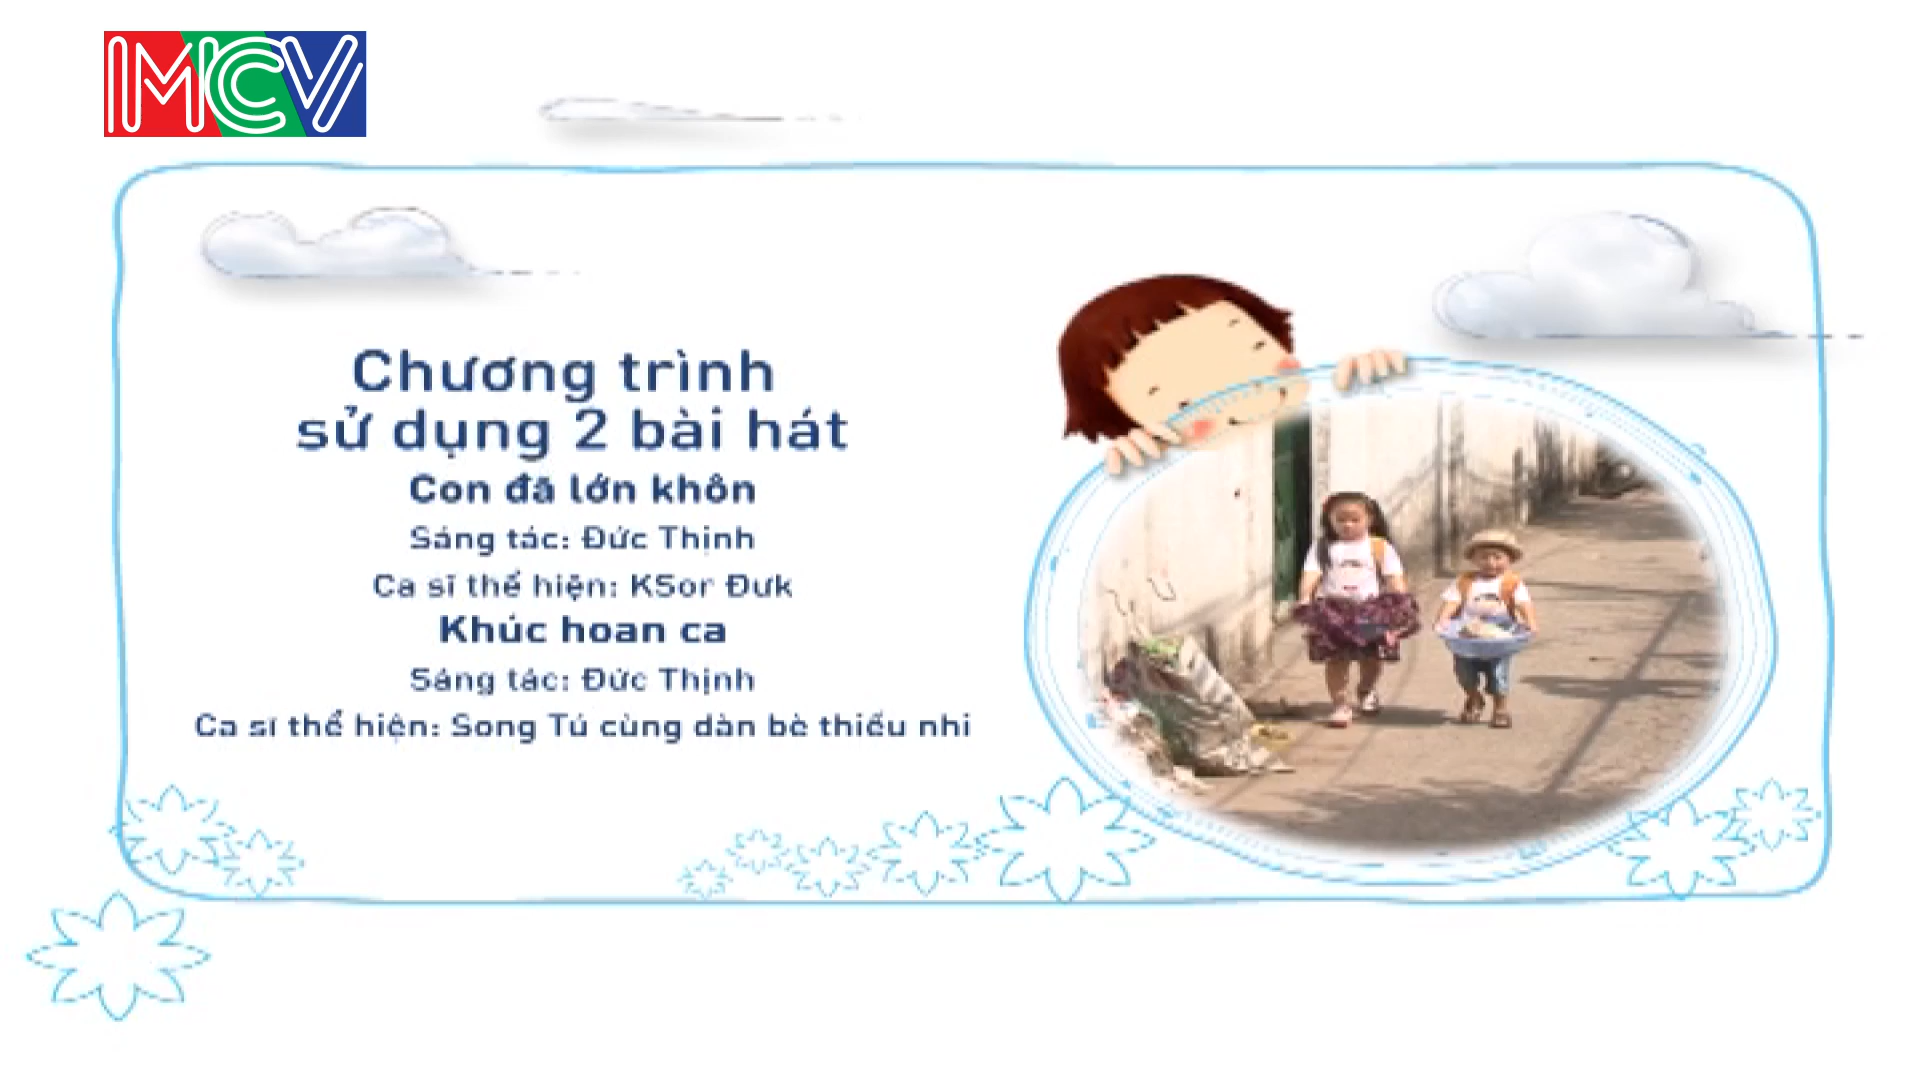 MCV
Chương trình
sử dụng 2 bài hát
Con đã lớn khôn
Sáng tác: Đức Thịnh
Ca sĩ thể hiện: KSor Đưk
Khúc hoan ca
Sáng tác: Đức Thịnh
Ca sĩ thể hiện: Song Tú cùng dàn bè thiếu nhi